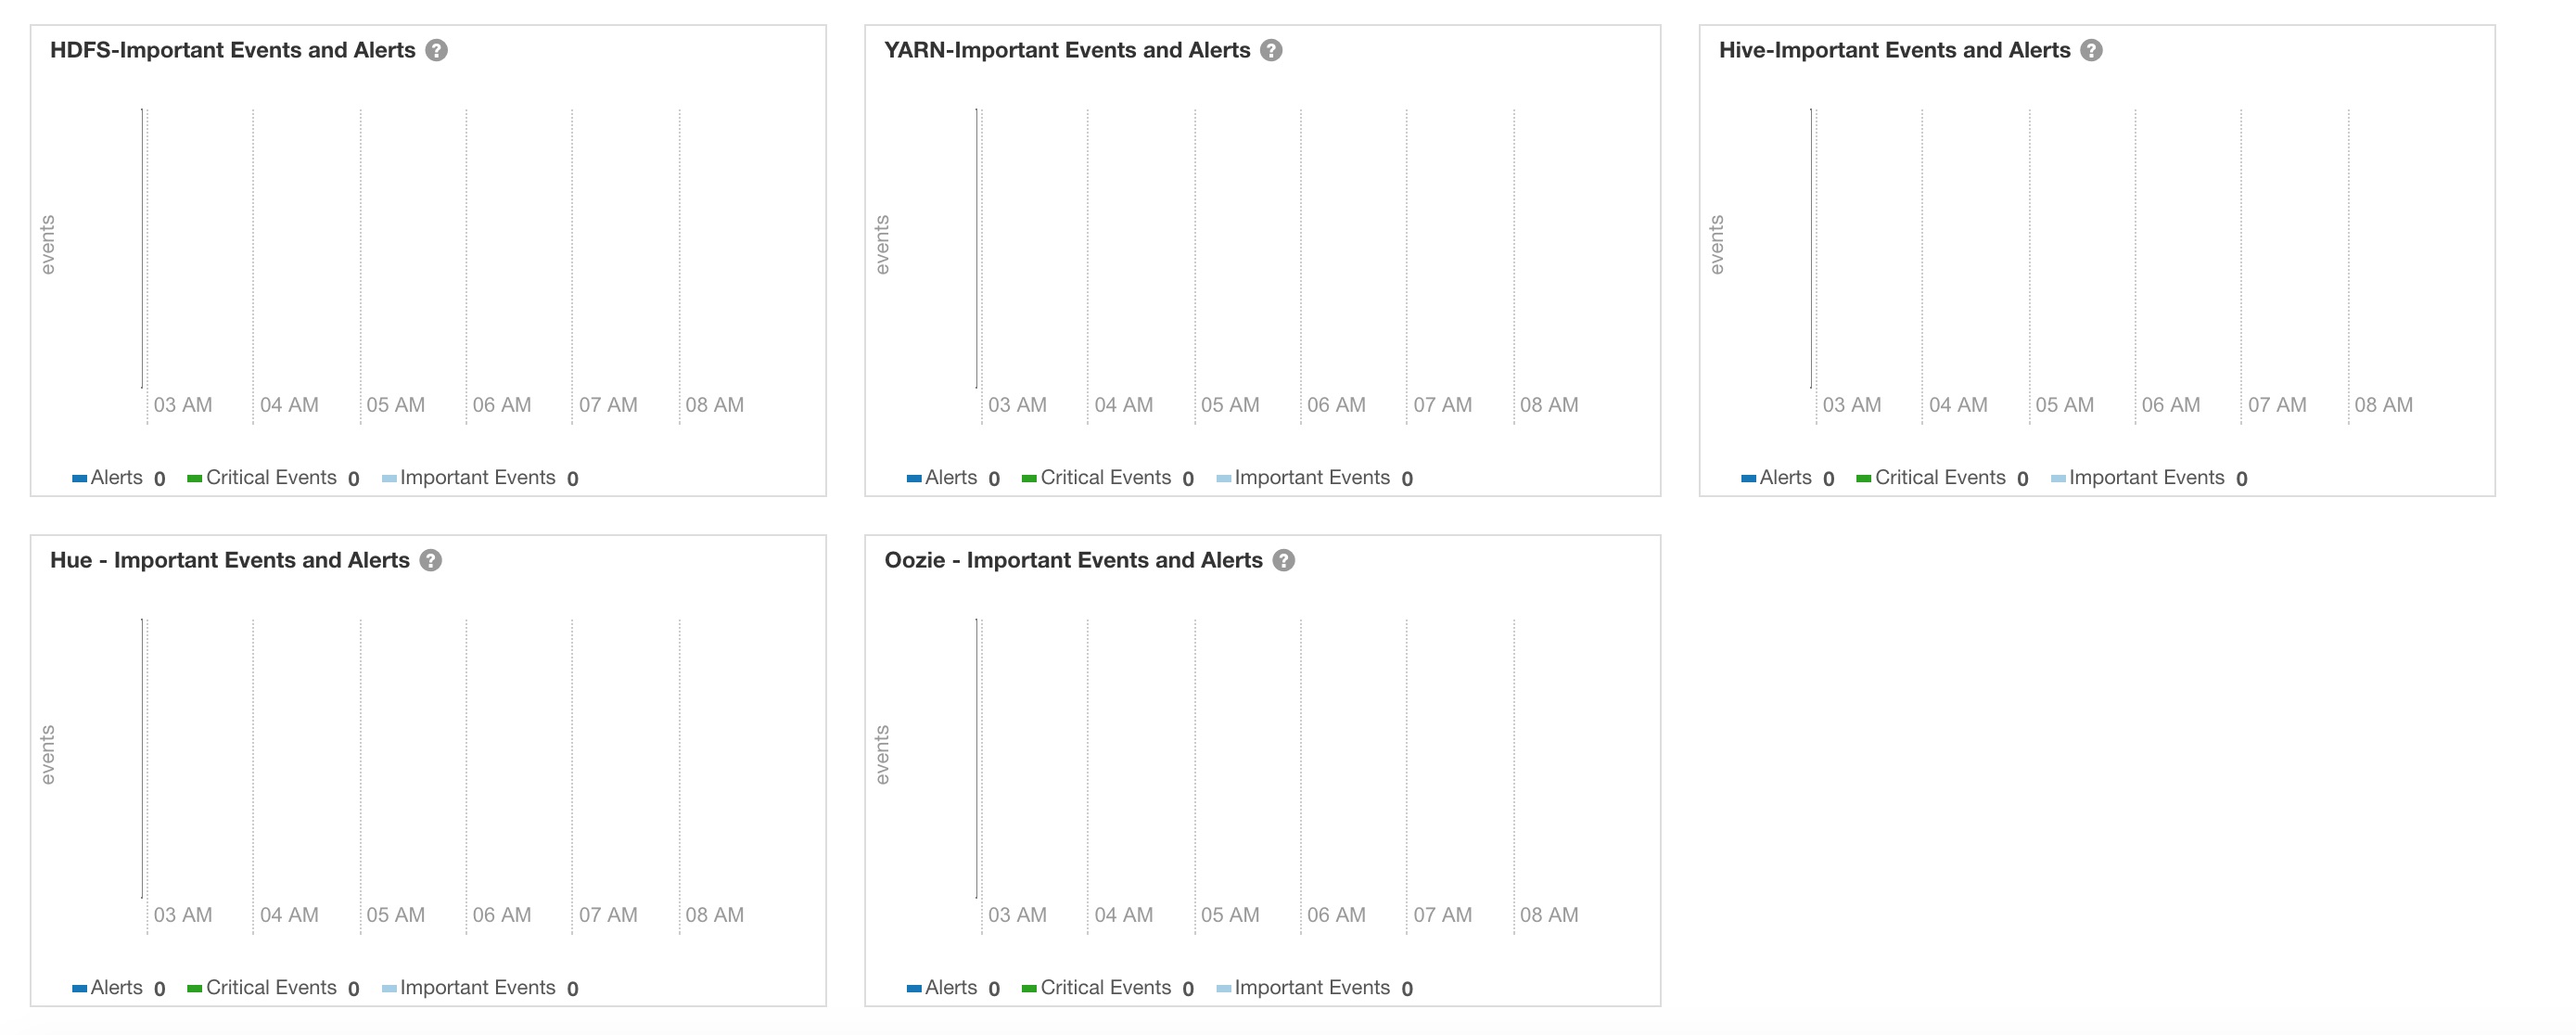 HDFS-Important Events and Alerts ?
events
03 AM 04 AM 05 AM 06 AM 07 AM 08 AM
Alerts 0 Critical Events 0 Important Events 0
YARN-Important Events and Alerts ?
events
03 AM 04 AM 05 AM 06 AM 07 AM 08 AM
Alerts 0 Critical Events 0 Important Events 0
Hive-Important Events and Alerts ?
events
03 AM 04 AM 05 AM 06 AM 07 AM 08 AM
Alerts 0 Critical Events 0 Important Events 0
Hue - Important Events and Alerts ?
events
03 AM 04 AM 05 AM 06 AM 07 AM 08 AM
Alerts 0 Critical Events 0 Important Events 0
Oozie - Important Events and Alerts ?
events
03 AM 04 AM 05 AM 06 AM 07 AM 08 AM
Alerts 0 Critical Events 0 Important Events 0